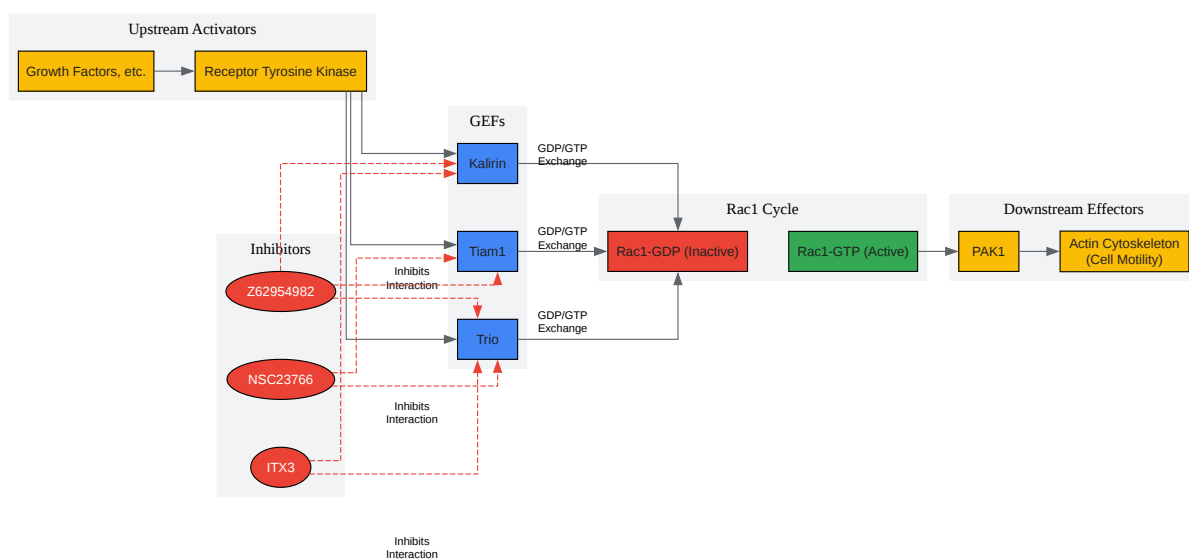 Upstream Activators
Growth Factors, etc.
Receptor Tyrosine Kinase
GEFs
Kalirin
GDP/GTP
Exchange
Tiam1
GDP/GTP
Exchange
Trio
GDP/GTP
Exchange
Inhibitors
Z62954982
NSC23766
ITX3
Inhibits
Interaction
Inhibits
Interaction
Inhibits
Interaction
Rac1 Cycle
Rac1-GDP (Inactive)
Rac1-GTP (Active)
Downstream Effectors
PAK1
Actin Cytoskeleton
(Cell Motility)